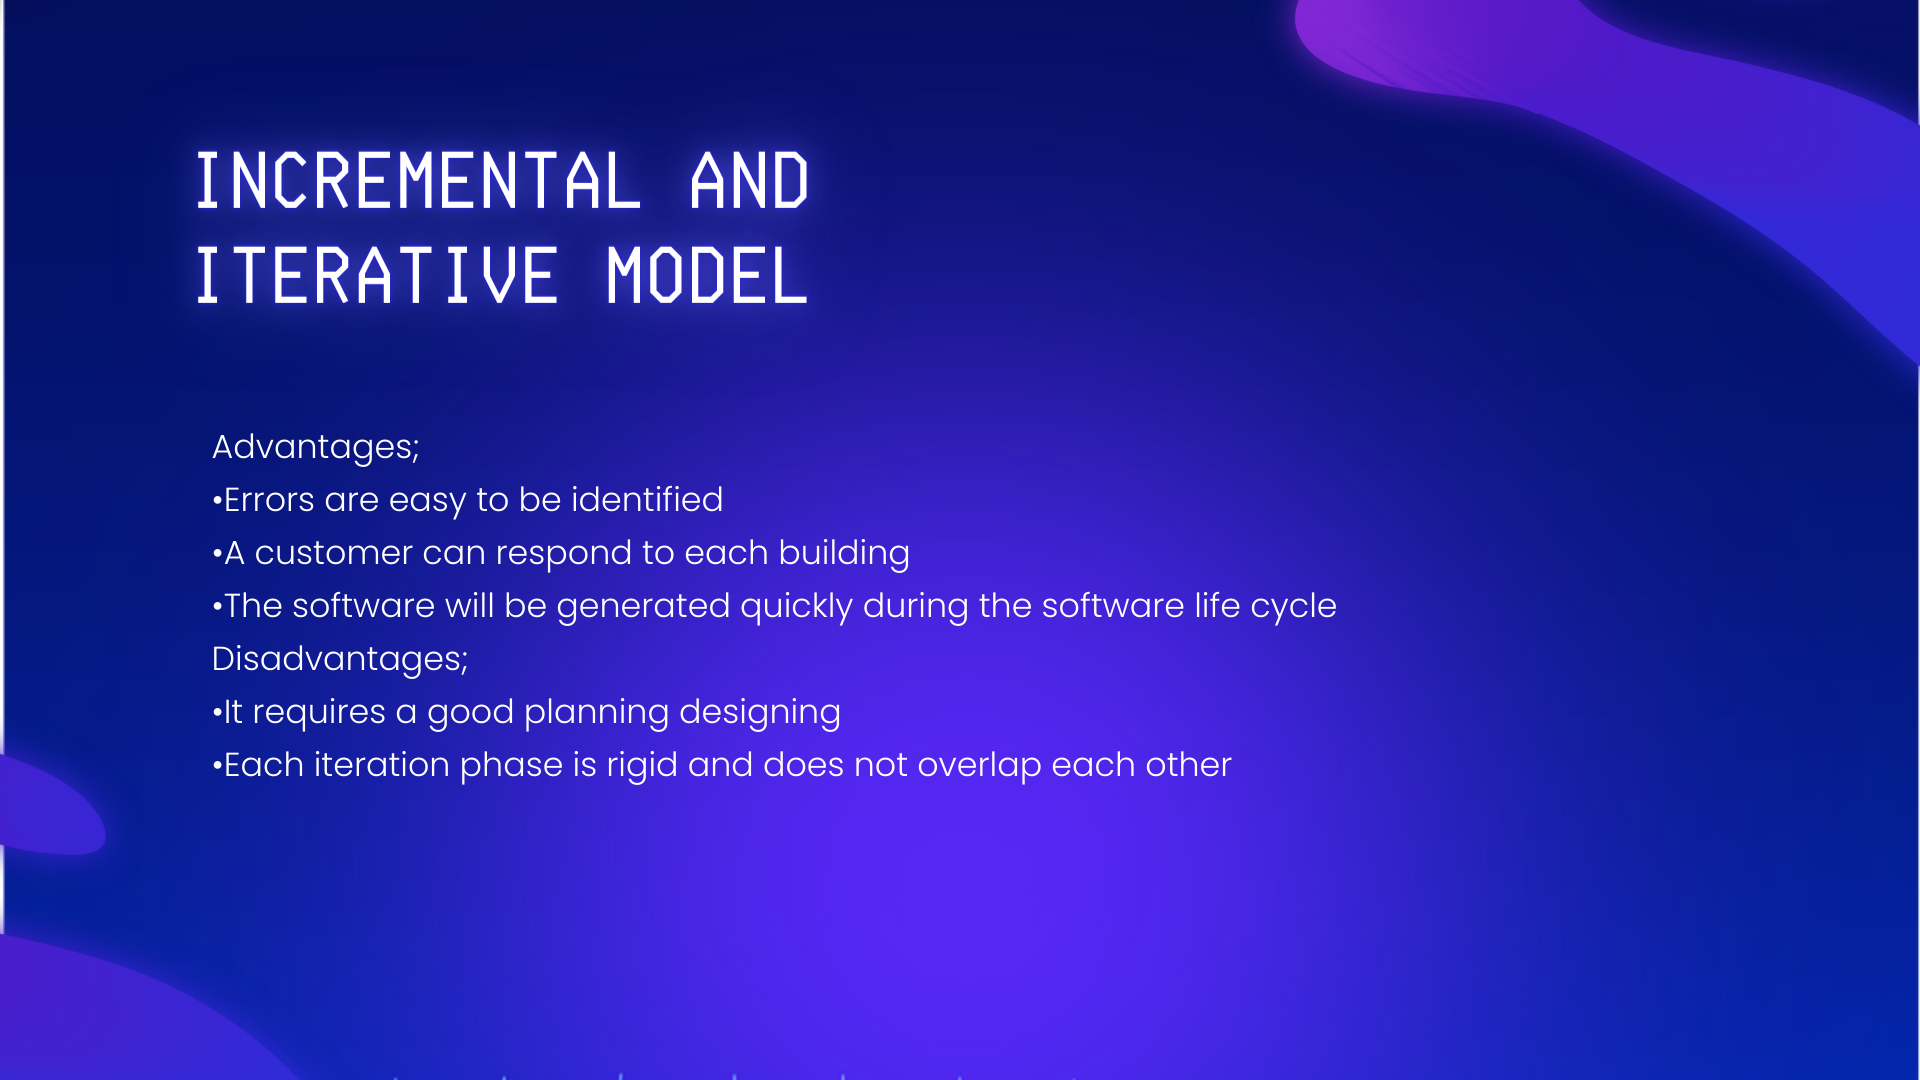 INCREMENTAL AND
ITERATIVE MODEL
Advantages;
•Errors are easy to be identified
•A customer can respond to each building
•The software will be generated quickly during the software life cycle
Disadvantages;
•It requires a good planning designing
•Each iteration phase is rigid and does not overlap each other